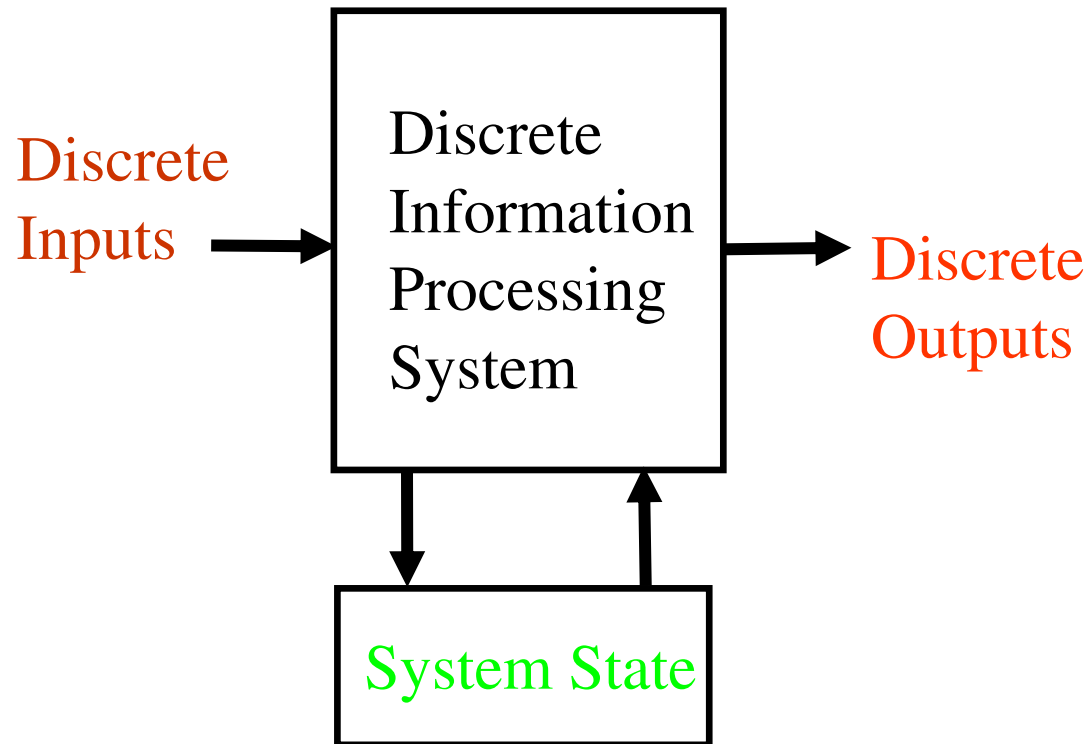 Discrete
Inputs
Discrete
Information
Processing
System
Discrete
Outputs
System State